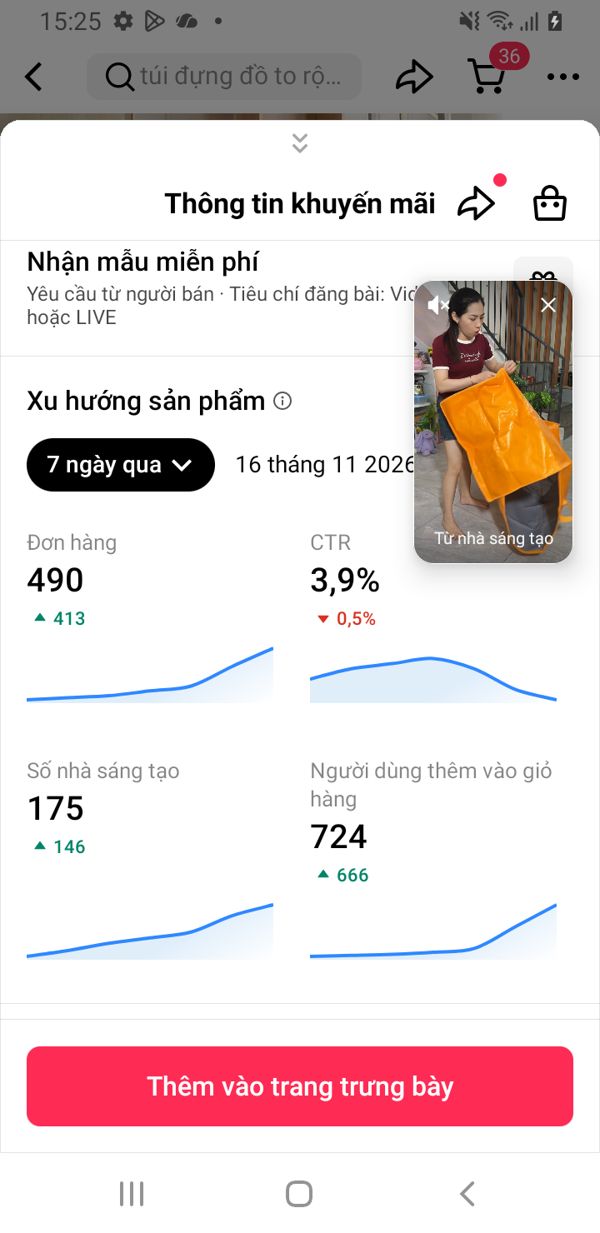 15:25
túi đựng đồ to rộ...
36
Thông tin khuyến mãi
Nhận mẫu miễn phí
Yêu cầu từ người bán · Tiêu chí đăng bài: Vid
hoặc LIVE
Xu hướng sản phẩm
7 ngày qua
16 tháng 11 2026
Từ nhà sáng tạo
Đơn hàng
490
413
CTR
3,9%
0,5%
Số nhà sáng tạo
175
146
Người dùng thêm vào giỏ
hàng
724
666
Thêm vào trang trưng bày